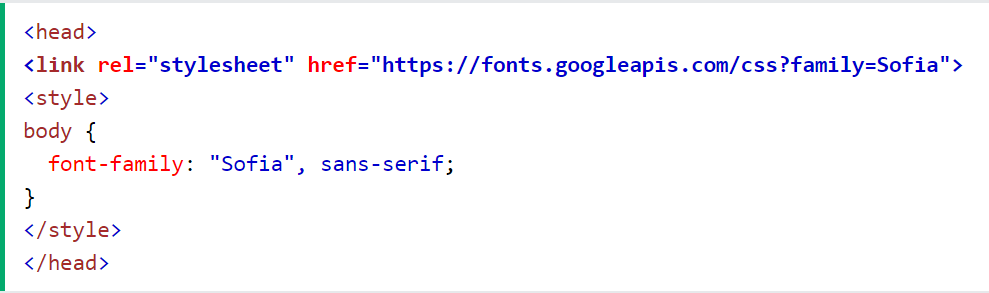 <head>
<link rel="stylesheet" href="https://fonts.googleapis.com/css?family=Sofia">
<style>
body {
  font-family: "Sofia", sans-serif;
}
</style>
</head>